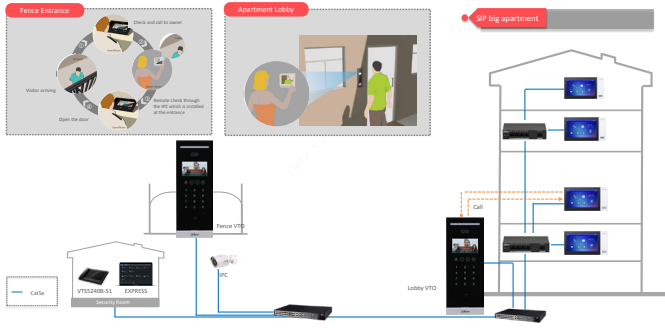 Fence Entrance
Check and call to owner
Visitor arriving
Remote check through
the IPC which is installed
at the entrance
Open the door
Apartment Lobby
SIP big apartment
Fence VTO
IPC
Call
Lobby VTO
VTS5240B-S1
EXPRESS
Security Room
Cat5e